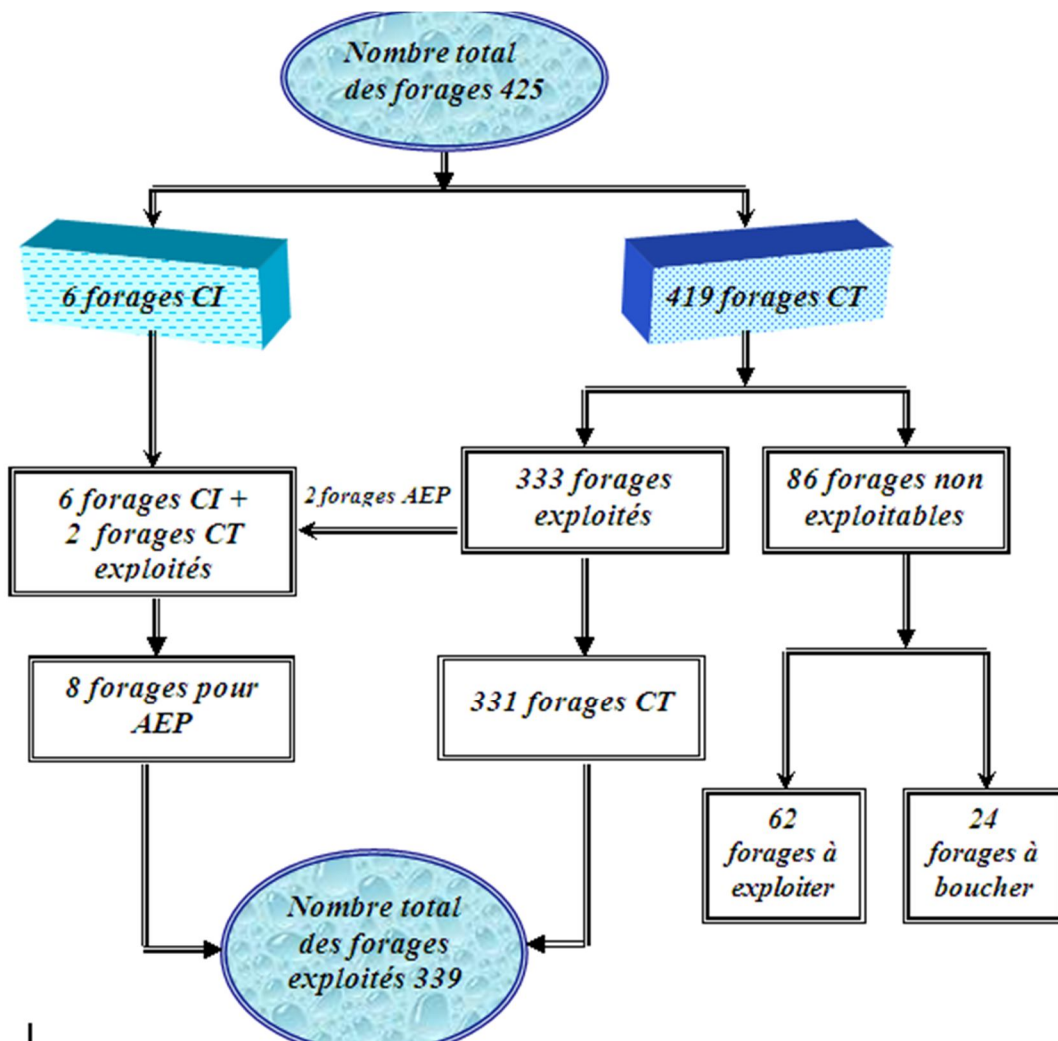 Nombre total
des forages 425
6 forages CI
419 forages CT
6 forages CI +
2 forages CT
exploités
2 forages AEP
333 forages
exploités
86 forages non
exploitables
8 forages pour
AEP
331 forages CT
62
forages à
exploiter
24
forages à
boucher
Nombre total
des forages
exploités 339